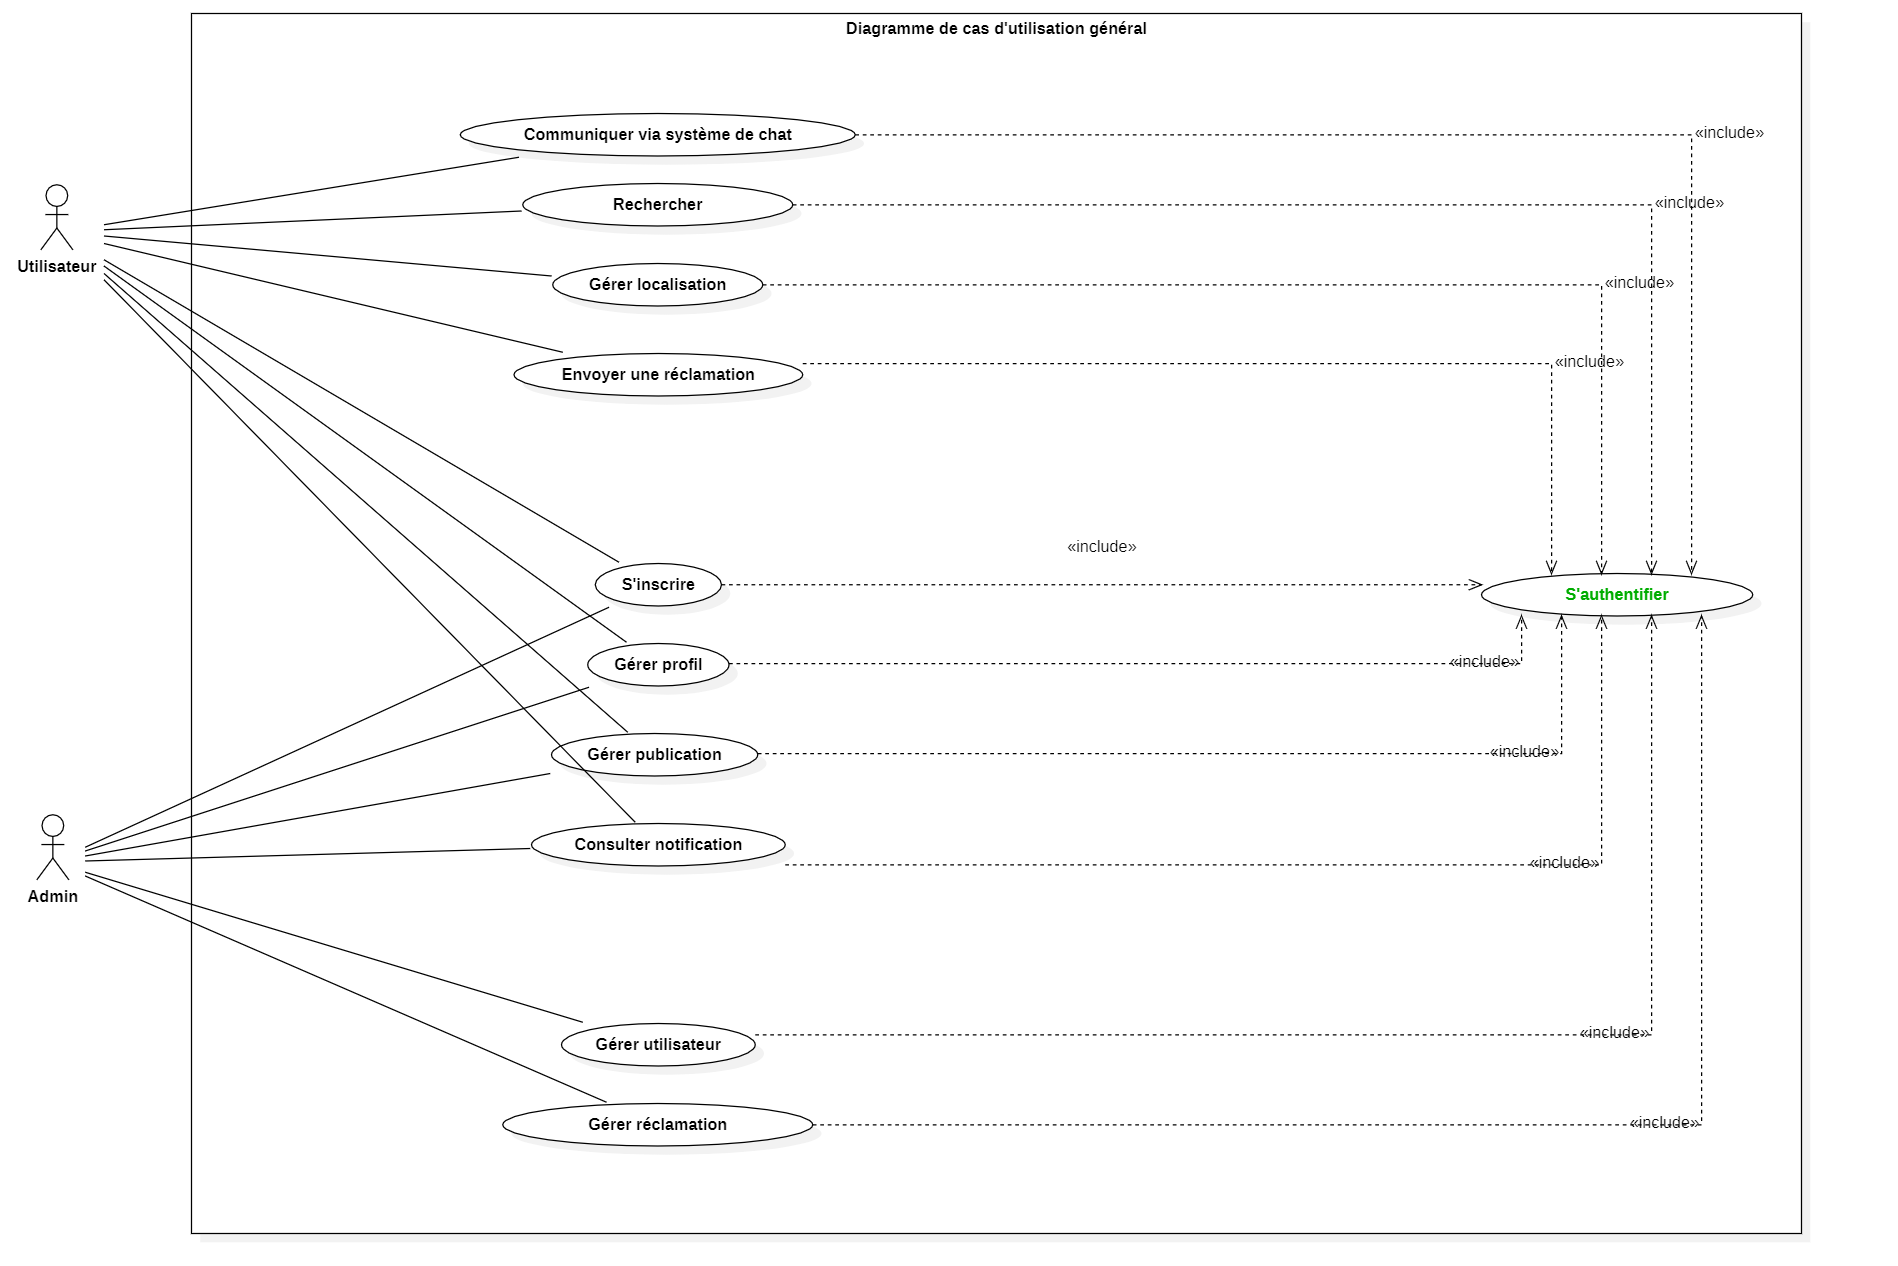 Diagramme de cas d'utilisation général
Communiquer via système de chat
«include»
Rechercher
«include»
Utilisateur
Gérer localisation
«include»
Envoyer une réclamation
«include»
«include»
S'inscrire
S'authentifier
Gérer profil
«include»
Gérer publication
«include»
Consulter notification
«include»
Admin
Gérer utilisateur
«include»
Gérer réclamation
«include»